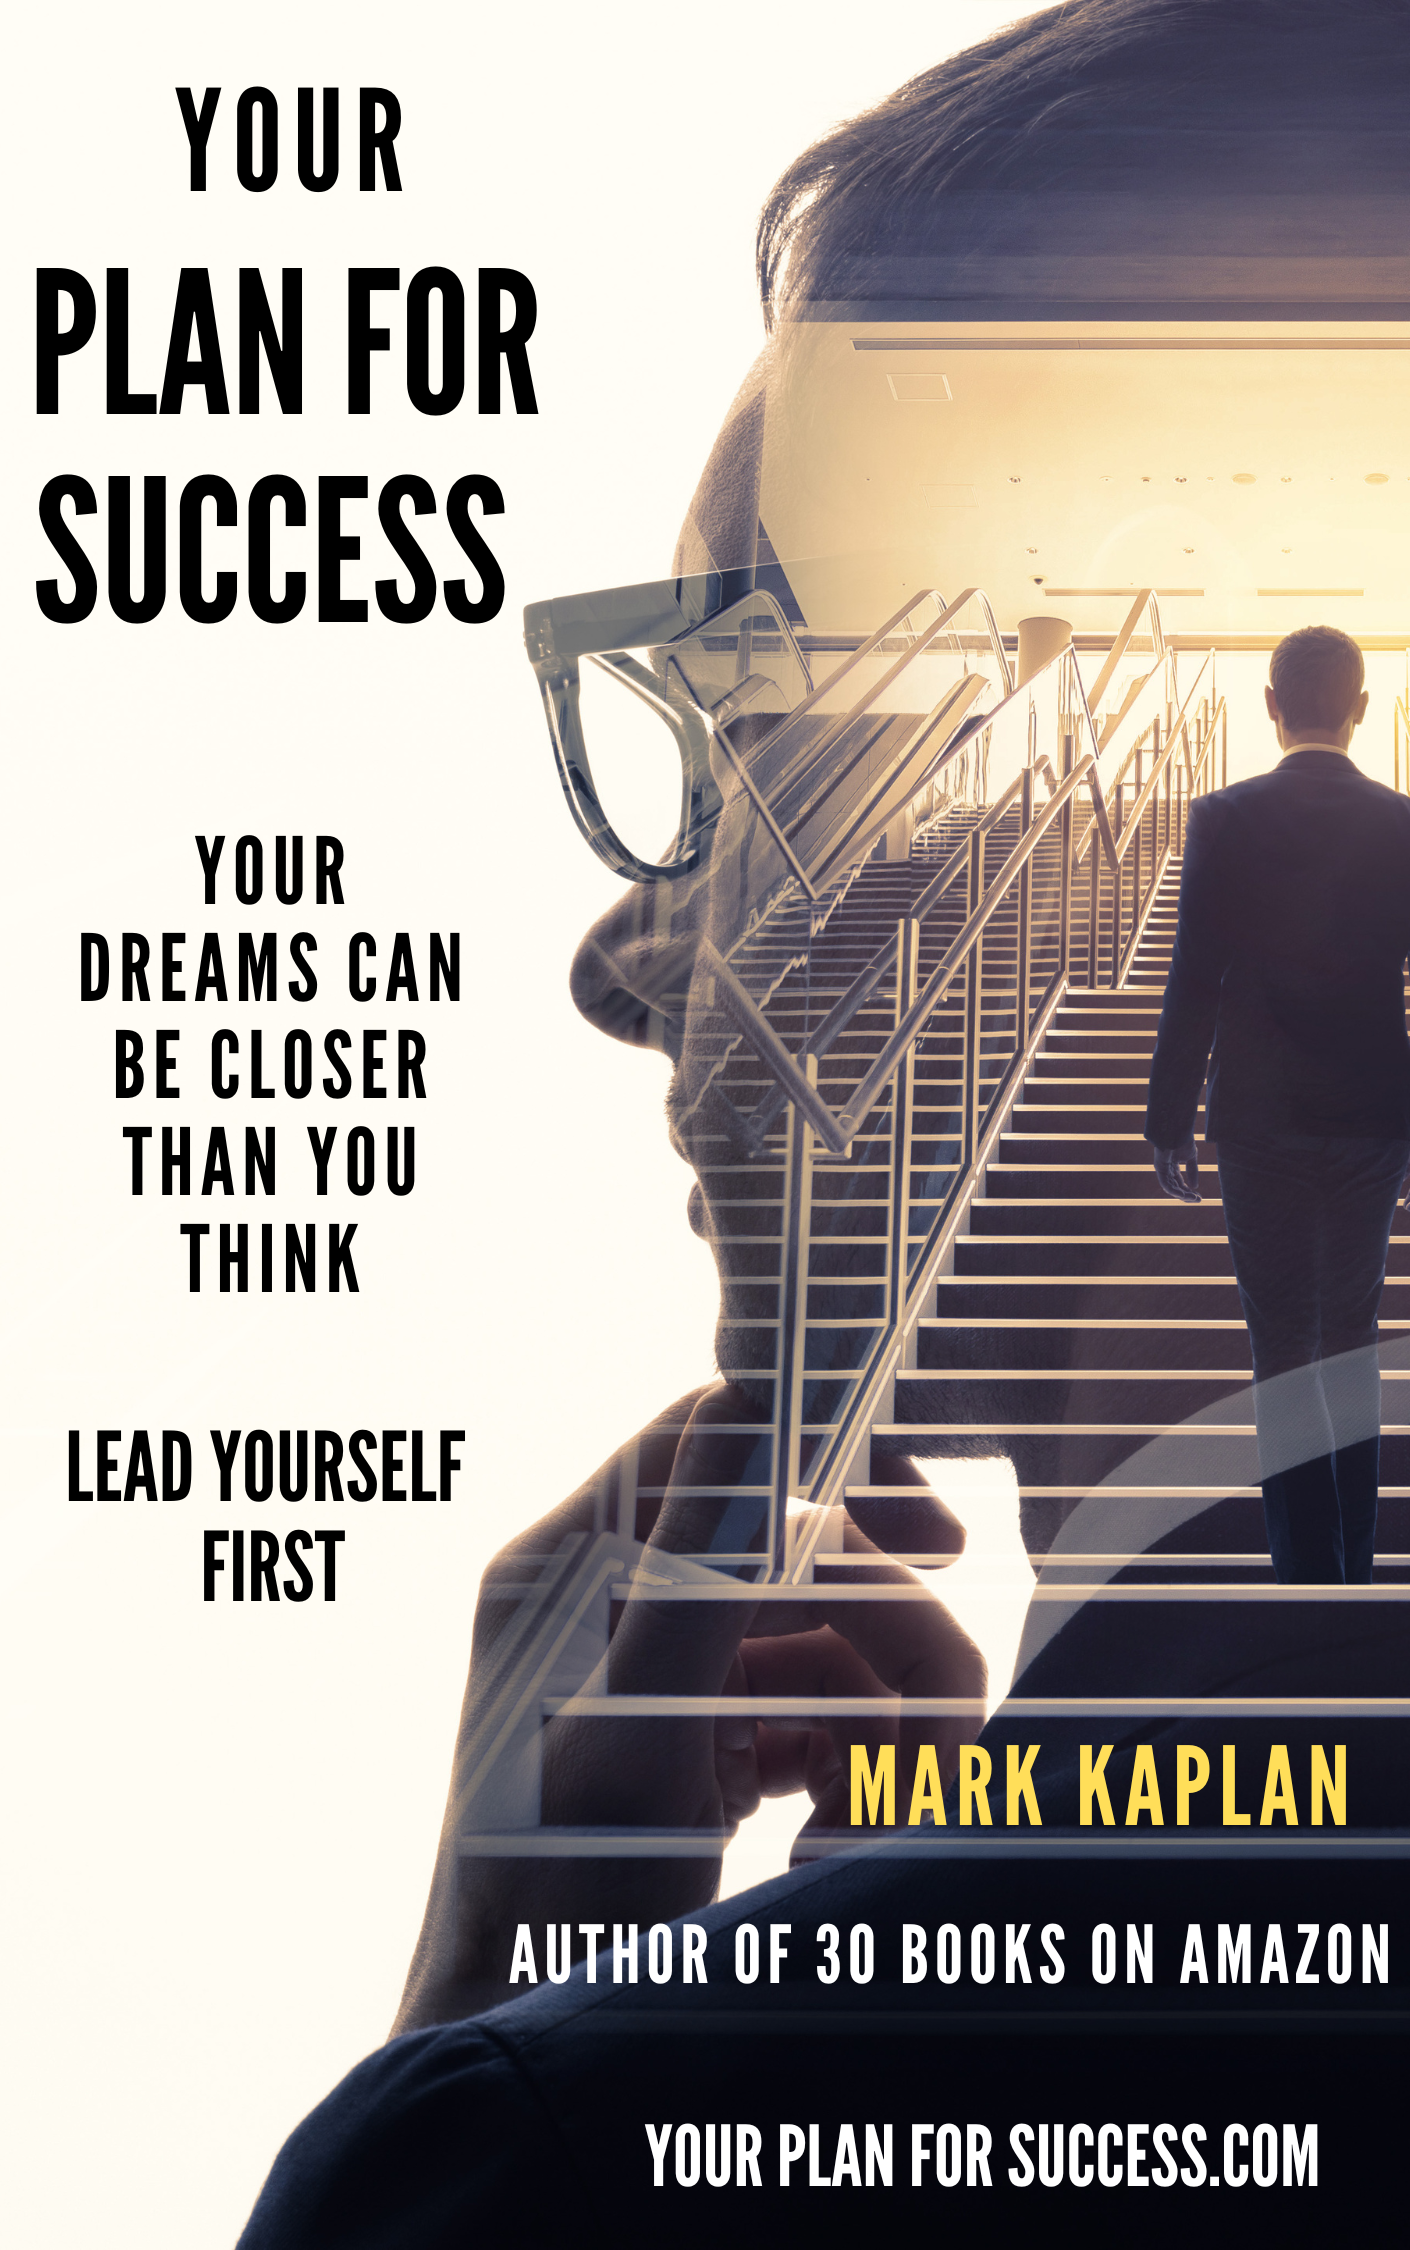 YOUR
PLAN FOR
SUCCESS
YOUR
DREAMS CAN
BE CLOSER
THAN YOU
THINK
LEAD YOURSELF
FIRST
MARK KAPLAN
AUTHOR OF 30 BOOKS ON AMAZON
YOUR PLAN FOR SUCCESS.COM